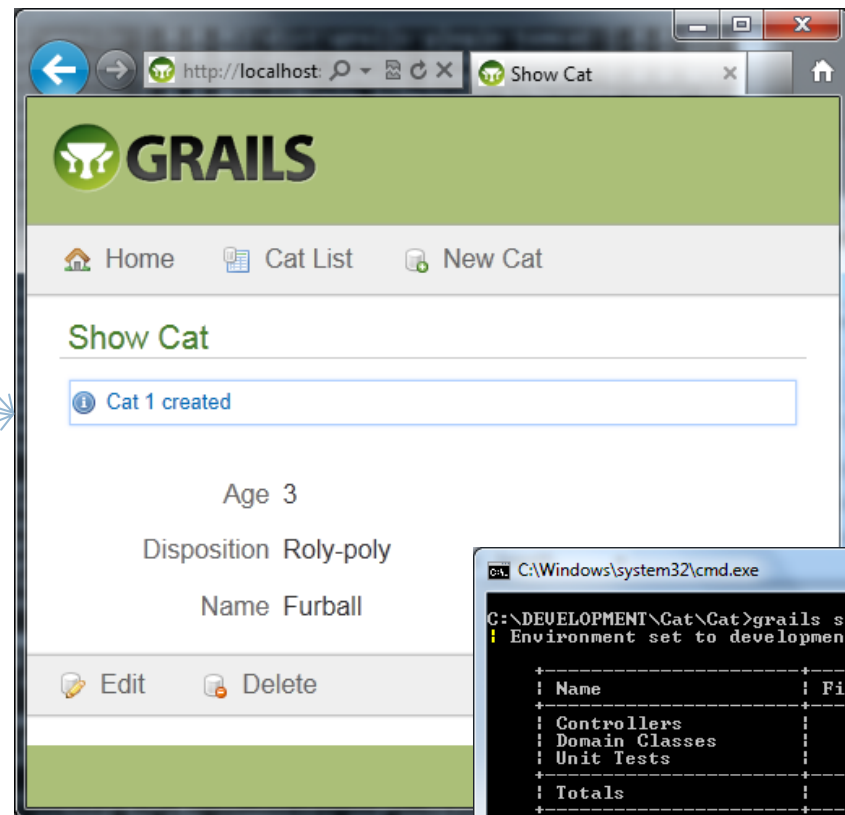 http://localhost:
Show Cat
GRAILS
Home Cat List New Cat
Show Cat
Cat 1 created
Age 3
Disposition Roly-poly
Name Furball
Edit Delete
C:\Windows\system32\cmd.exe
C:\DEVELOPMENT\Cat\Cat>grails s
| Environment set to developmen
| Name | Fi
| Controllers |
| Domain Classes |
| Unit Tests |
| Totals |